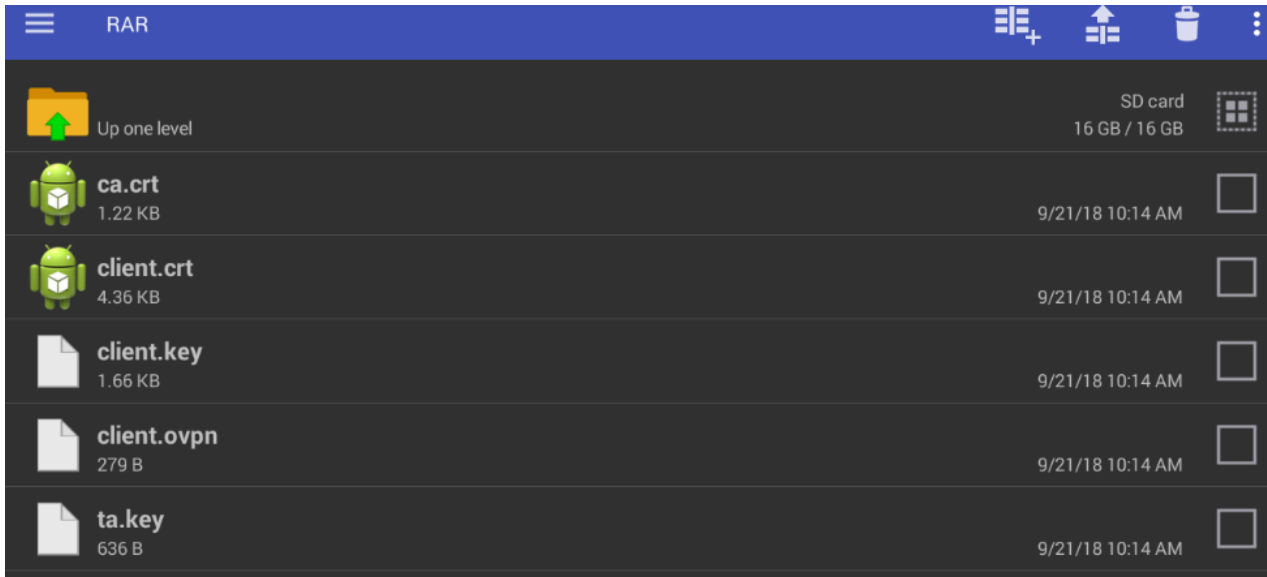 RAR
SD card
Up one level
16 GB / 16 GB
ca.crt
1.22 KB
9/21/18 10:14 AM
client.crt
4.36 KB
9/21/18 10:14 AM
client.key
1.66 KB
9/21/18 10:14 AM
client.ovpn
279 B
9/21/18 10:14 AM
ta.key
636 B
9/21/18 10:14 AM